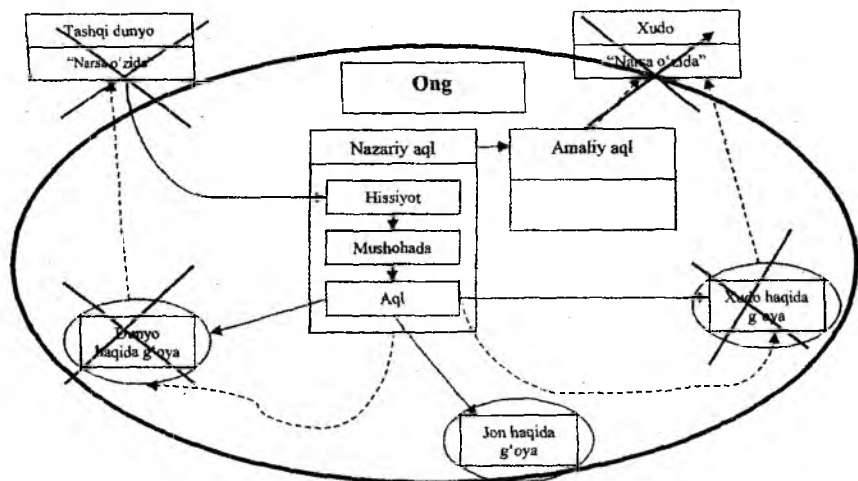 Tashqi dunyo
“Narsa o‘zida”
Xudo
“Narsa o‘zida”
Ong
Nazariy aql
Amaliy aql
Hissiyot
Mushohada
Aql
Dunyo
haqida g‘oya
Xudo haqida
g‘oya
Jon haqida
g‘oya